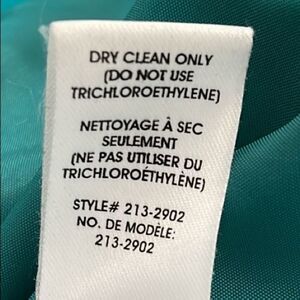 DRY CLEAN ONLY
(DO NOT USE
TRICHLOROETHYLENE)
NETTOYAGE À SEC
SEULEMENT
(NE PAS UTILISER DU
TRICHLOROÉTHYLÈNE)
STYLE# 213-2902
NO. DE MODÈLE:
213-2902